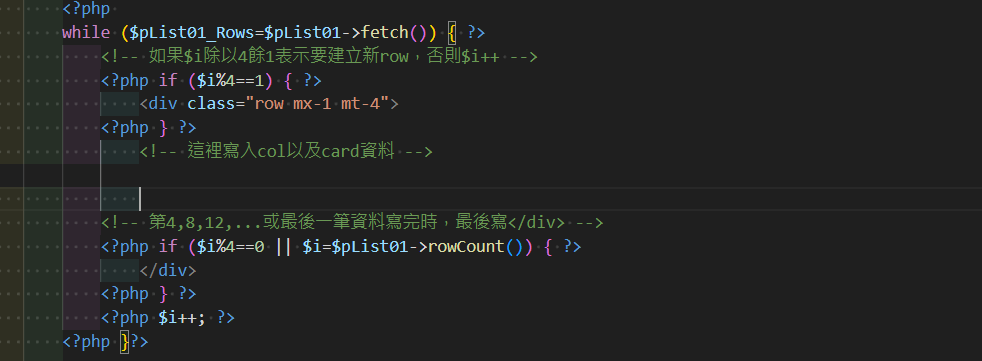 <?php
while ($pList01_Rows=$pList01->fetch()) { ?>
<!-- 如果$i除以4餘1表示要建立新row，否則$i++ -->
<?php if ($i%4==1) { ?>
<div class="row mx-1 mt-4">
<?php } ?>
<!-- 這裡寫入col以及card資料 -->
<!-- 第4,8,12,...或最後一筆資料寫完時，最後寫</div> -->
<?php if ($i%4==0 || $i=$pList01->rowCount()) { ?>
</div>
<?php } ?>
<?php $i++; ?>
<?php }?>